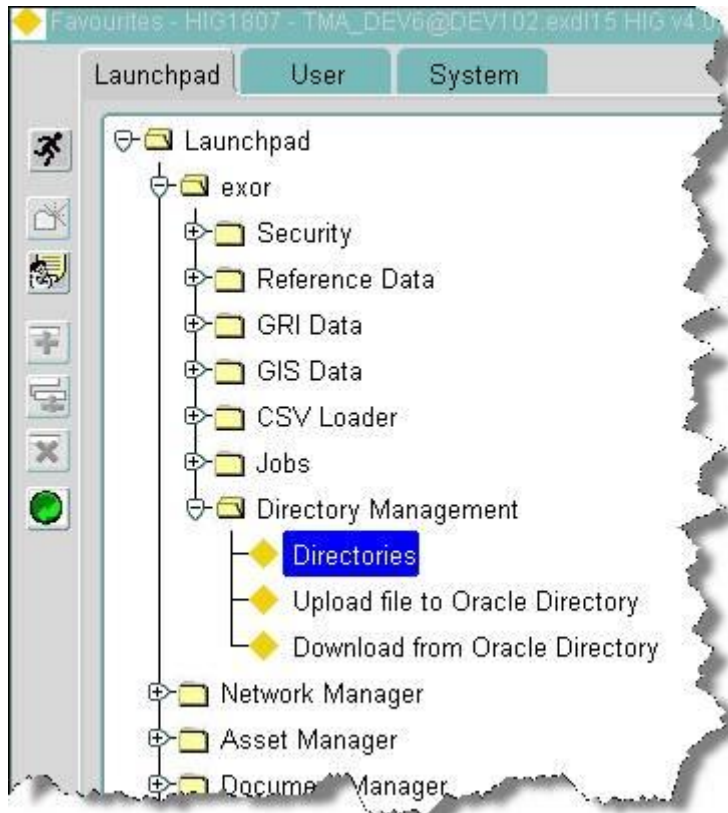 Favourites - HIG1807 - TMA_DEV6@DEV102.exdl15 HIG v4.0
Launchpad User System
Launchpad
exor
Security
Reference Data
GRI Data
GIS Data
CSV Loader
Jobs
Directory Management
Directories
Upload file to Oracle Directory
Download from Oracle Directory
Network Manager
Asset Manager
Document Manager